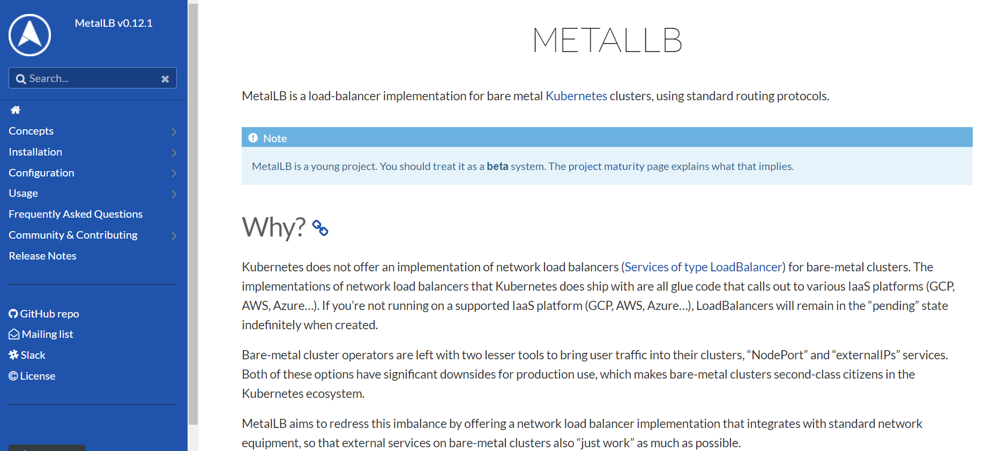 MetalLB v0.12.1
Search...
Concepts
Installation
Configuration
Usage
Frequently Asked Questions
Community & Contributing
Release Notes
GitHub repo
Mailing list
Slack
License
METALLB
MetalLB is a load-balancer implementation for bare metal Kubernetes clusters, using standard routing protocols.
Note
MetalLB is a young project. You should treat it as a beta system. The project maturity page explains what that implies.
Why?
Kubernetes does not offer an implementation of network load balancers (Services of type LoadBalancer) for bare-metal clusters. The
implementations of network load balancers that Kubernetes does ship with are all glue code that calls out to various IaaS platforms (GCP,
AWS, Azure…). If you’re not running on a supported IaaS platform (GCP, AWS, Azure…), LoadBalancers will remain in the “pending” state
indefinitely when created.
Bare-metal cluster operators are left with two lesser tools to bring user traffic into their clusters, “NodePort” and “externalIPs” services.
Both of these options have significant downsides for production use, which makes bare-metal clusters second-class citizens in the
Kubernetes ecosystem.
MetalLB aims to redress this imbalance by offering a network load balancer implementation that integrates with standard network
equipment, so that external services on bare-metal clusters also “just work” as much as possible.